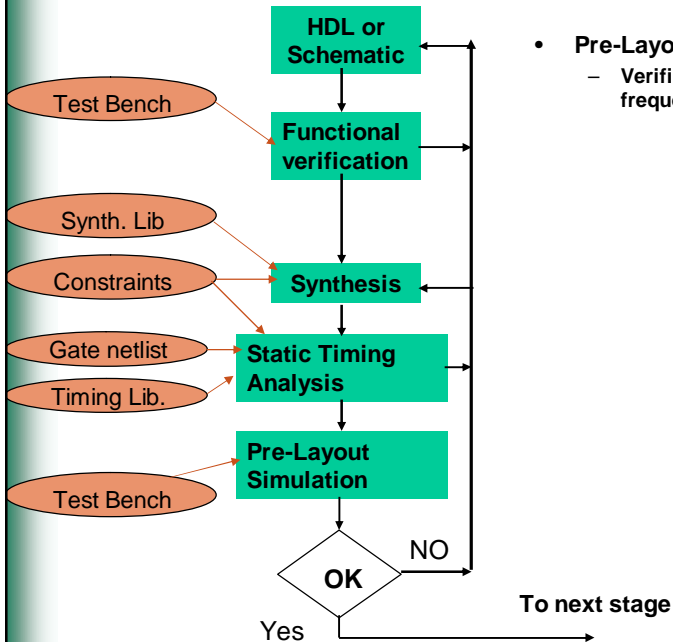 HDL or
Schematic
• Pre-Layo
– Verifi
frequ
Test Bench
Functional
verification
Synth. Lib
Constraints
Synthesis
Gate netlist
Static Timing
Analysis
Timing Lib.
Pre-Layout
Simulation
Test Bench
NO
OK
To next stage
Yes